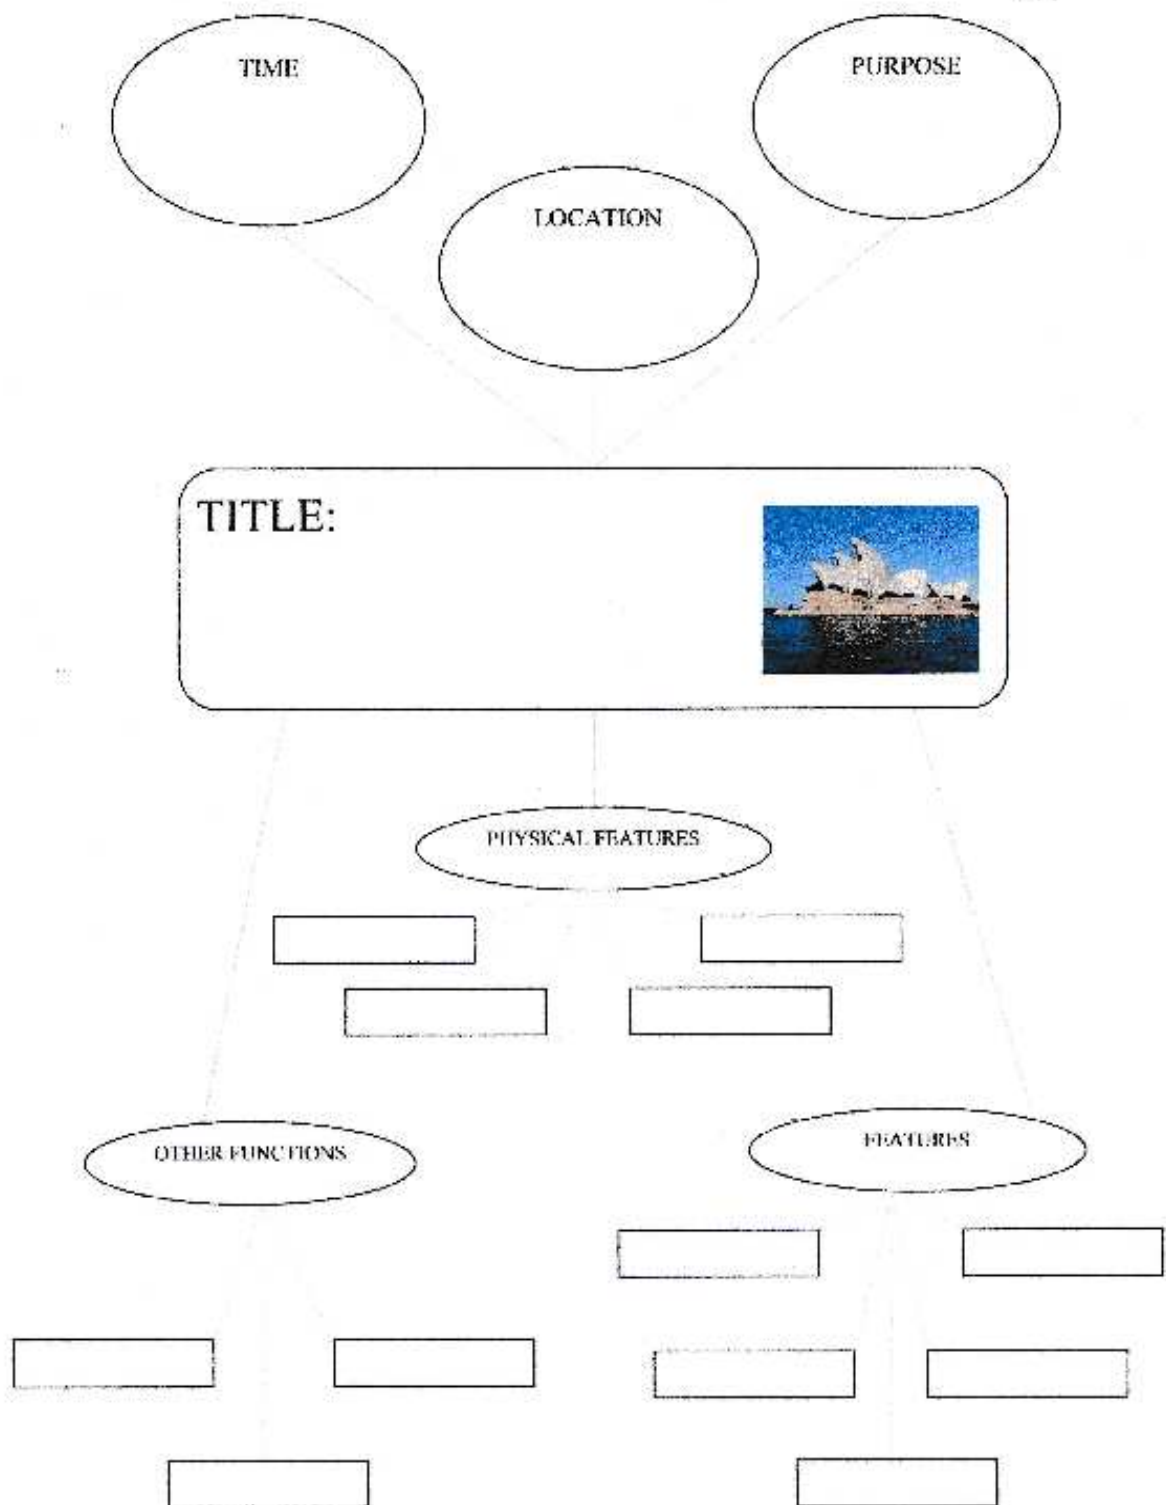 TIME
PURPOSE
LOCATION
TITLE:
PHYSICAL FEATURES
OTHER FUNCTIONS
FEATURES